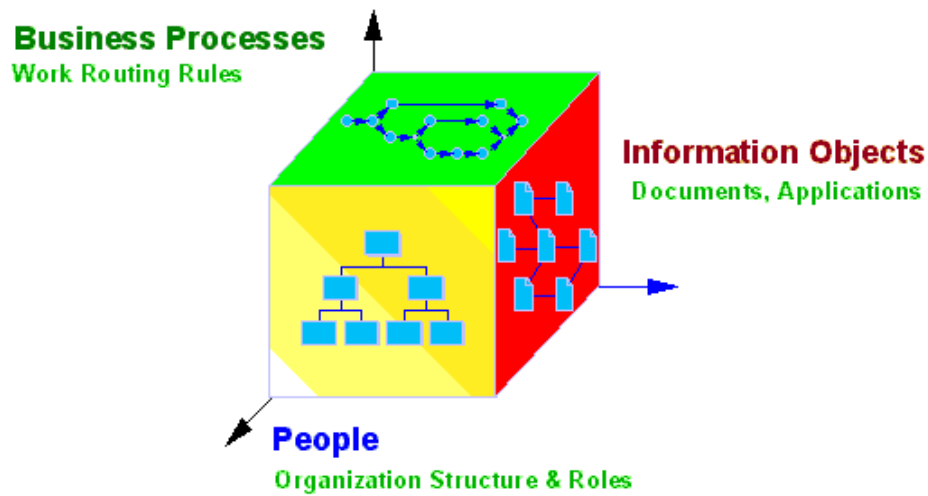 Business Processes
Work Routing Rules
Information Objects
Documents, Applications
People
Organization Structure & Roles